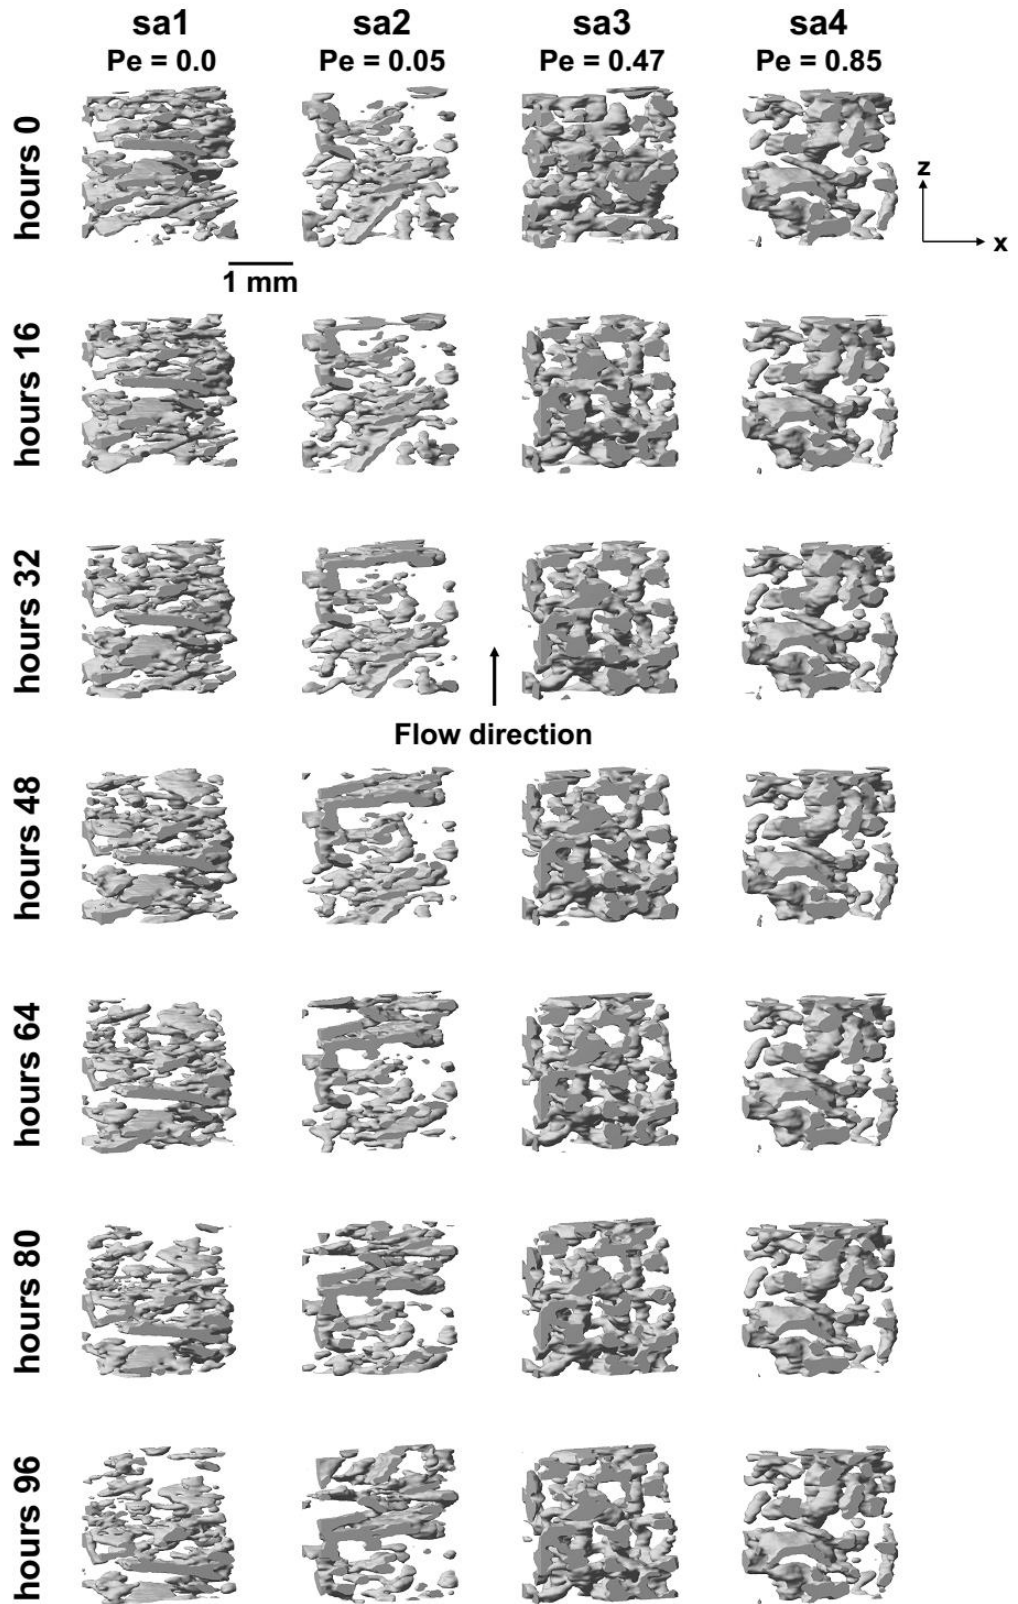 sa1 sa2 sa3 sa4
Pe = 0.0 Pe = 0.05 Pe = 0.47 Pe = 0.85
hours 0
z
x
1 mm
hours 16
hours 32
Flow direction
hours 48
hours 64
hours 80
hours 96